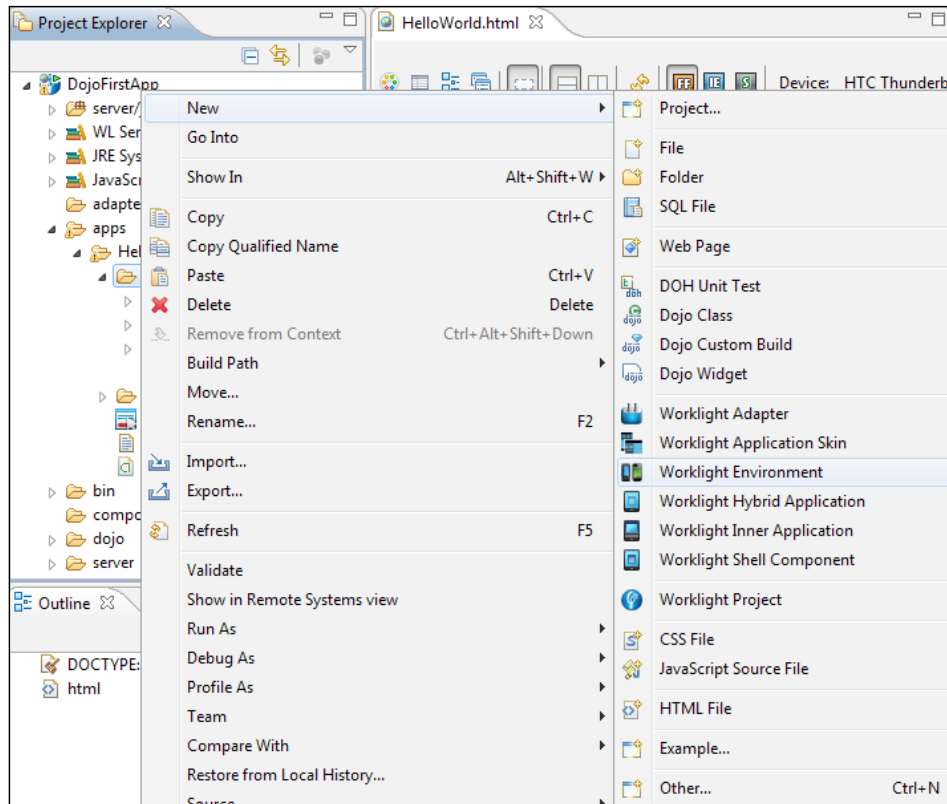 Project Explorer
HelloWorld.html
Device: HTC Thunderb
DojoFirstApp
server/
WL Ser
JRE Sys
JavaScr
adapte
apps
Hel
bin
compo
dojo
server
Outline
DOCTYPE:
html
New
Go Into
Show In Alt+Shift+W
Copy Ctrl+C
Copy Qualified Name
Paste Ctrl+V
Delete Delete
Remove from Context Ctrl+Alt+Shift+Down
Build Path
Move...
Rename... F2
Import...
Export...
Refresh F5
Validate
Show in Remote Systems view
Run As
Debug As
Profile As
Team
Compare With
Restore from Local History...
Source
Project...
File
Folder
SQL File
Web Page
DOH Unit Test
Dojo Class
Dojo Custom Build
Dojo Widget
Worklight Adapter
Worklight Application Skin
Worklight Environment
Worklight Hybrid Application
Worklight Inner Application
Worklight Shell Component
Worklight Project
CSS File
JavaScript Source File
HTML File
Example...
Other... Ctrl+N